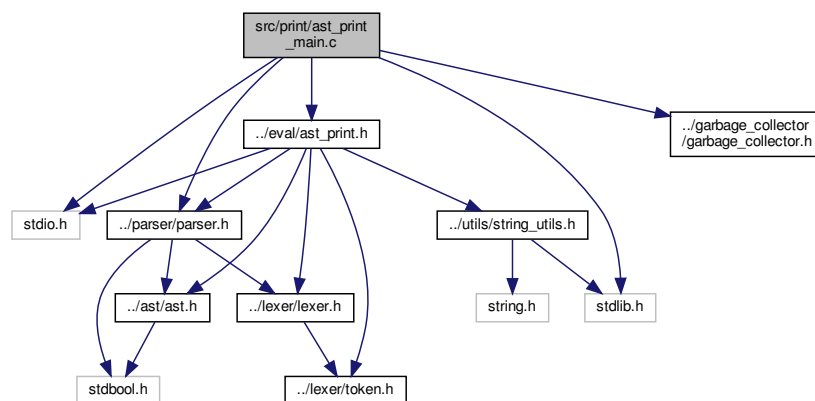 src/print/ast_print
_main.c
../eval/ast_print.h
../garbage_collector
/garbage_collector.h
stdio.h
../parser/parser.h
../utils/string_utils.h
../ast/ast.h
../lexer/lexer.h
string.h
stdlib.h
stdbool.h
../lexer/token.h